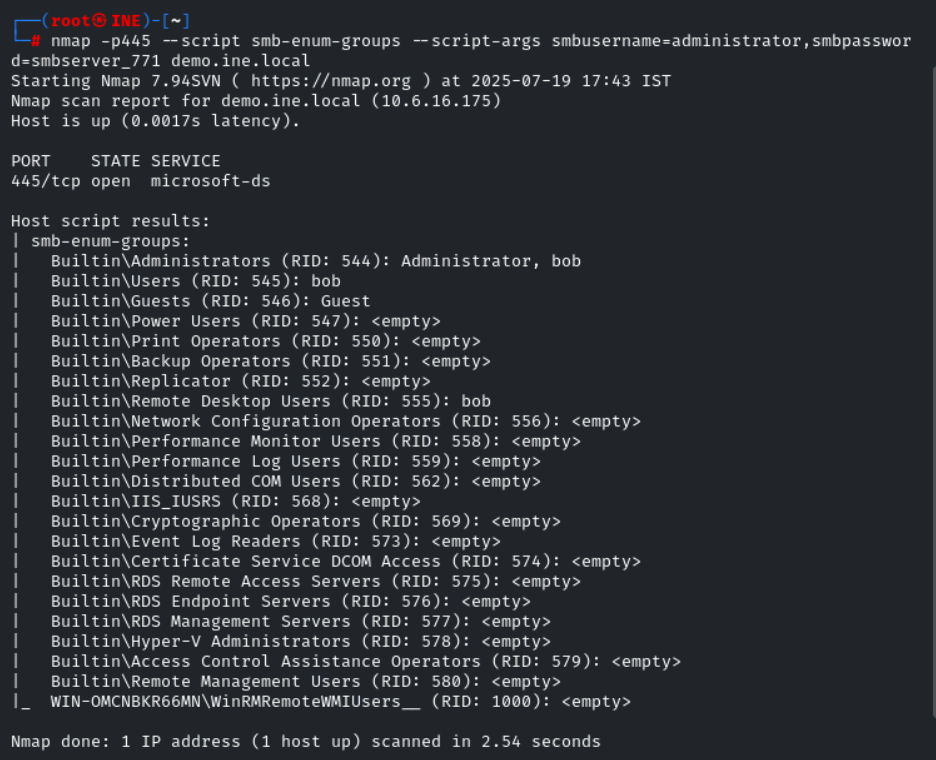 ┌──(root㉿INE)-[~]
└─# nmap -p445 --script smb-enum-groups --script-args smbusername=administrator,smbpasswor
d=smbserver_771 demo.ine.local
Starting Nmap 7.94SVN ( https://nmap.org ) at 2025-07-19 17:43 IST
Nmap scan report for demo.ine.local (10.6.16.175)
Host is up (0.0017s latency).

PORT    STATE SERVICE
445/tcp open  microsoft-ds

Host script results:
| smb-enum-groups:
|   Builtin\Administrators (RID: 544): Administrator, bob
|   Builtin\Users (RID: 545): bob
|   Builtin\Guests (RID: 546): Guest
|   Builtin\Power Users (RID: 547): <empty>
|   Builtin\Print Operators (RID: 550): <empty>
|   Builtin\Backup Operators (RID: 551): <empty>
|   Builtin\Replicator (RID: 552): <empty>
|   Builtin\Remote Desktop Users (RID: 555): bob
|   Builtin\Network Configuration Operators (RID: 556): <empty>
|   Builtin\Performance Monitor Users (RID: 558): <empty>
|   Builtin\Performance Log Users (RID: 559): <empty>
|   Builtin\Distributed COM Users (RID: 562): <empty>
|   Builtin\IIS_IUSRS (RID: 568): <empty>
|   Builtin\Cryptographic Operators (RID: 569): <empty>
|   Builtin\Event Log Readers (RID: 573): <empty>
|   Builtin\Certificate Service DCOM Access (RID: 574): <empty>
|   Builtin\RDS Remote Access Servers (RID: 575): <empty>
|   Builtin\RDS Endpoint Servers (RID: 576): <empty>
|   Builtin\RDS Management Servers (RID: 577): <empty>
|   Builtin\Hyper-V Administrators (RID: 578): <empty>
|   Builtin\Access Control Assistance Operators (RID: 579): <empty>
|   Builtin\Remote Management Users (RID: 580): <empty>
|_  WIN-OMCNBKR66MN\WinRMRemoteWMIUsers__ (RID: 1000): <empty>

Nmap done: 1 IP address (1 host up) scanned in 2.54 seconds